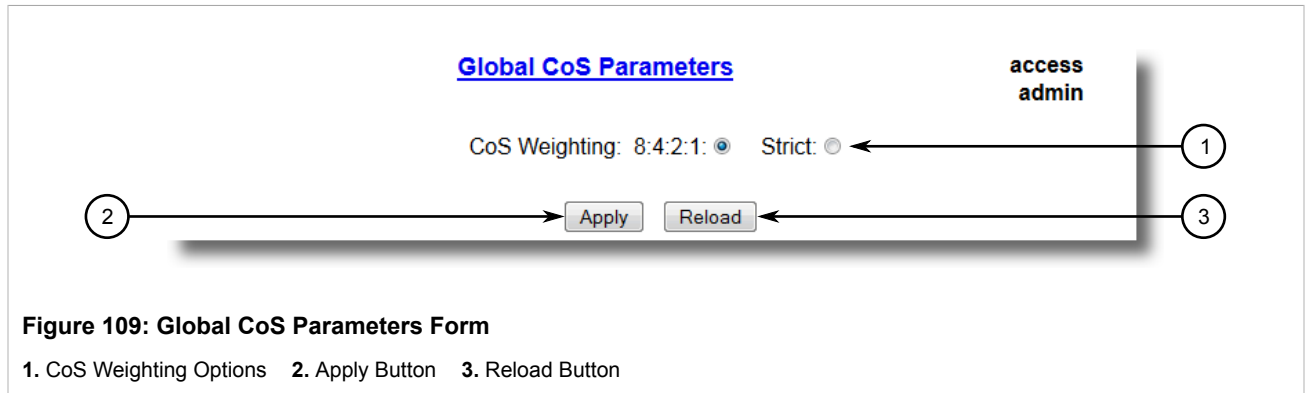 Global CoS Parameters
access
admin
CoS Weighting: 8:4:2:1: Strict:
1
2
Apply Reload
3
Figure 109: Global CoS Parameters Form
1. CoS Weighting Options 2. Apply Button 3. Reload Button